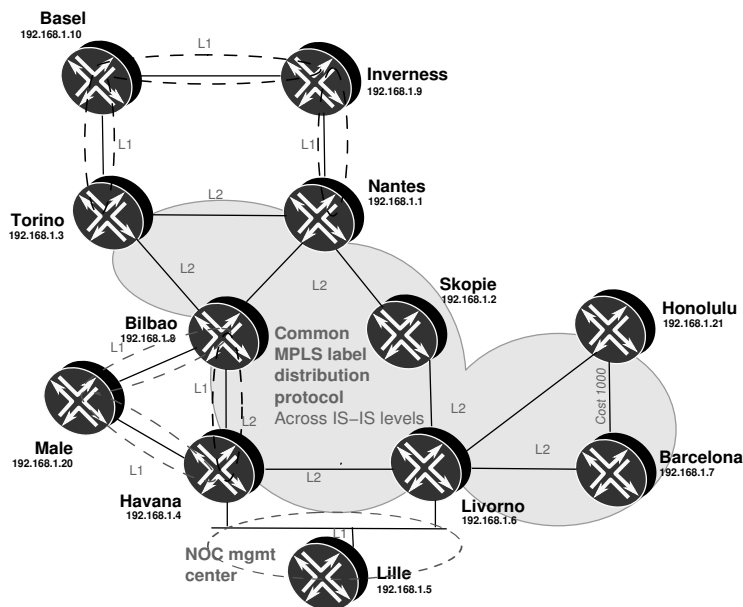 Basel
192.168.1.10
L1
Inverness
192.168.1.9
L1
L1
Nantes
192.168.1.1
L2
Torino
192.168.1.3
L2
L2
Skopie
192.168.1.2
Honolulu
192.168.1.21
Bilbao
192.168.1.8
Common
MPLS label
distribution
protocol
Across IS–IS levels
L1
L1
L2
L2
Cost 1000
Male
192.168.1.20
L1
L2
L2
Barcelona
192.168.1.7
Havana
192.168.1.4
Livorno
192.168.1.6
L1
NOC mgmt
center
Lille
192.168.1.5